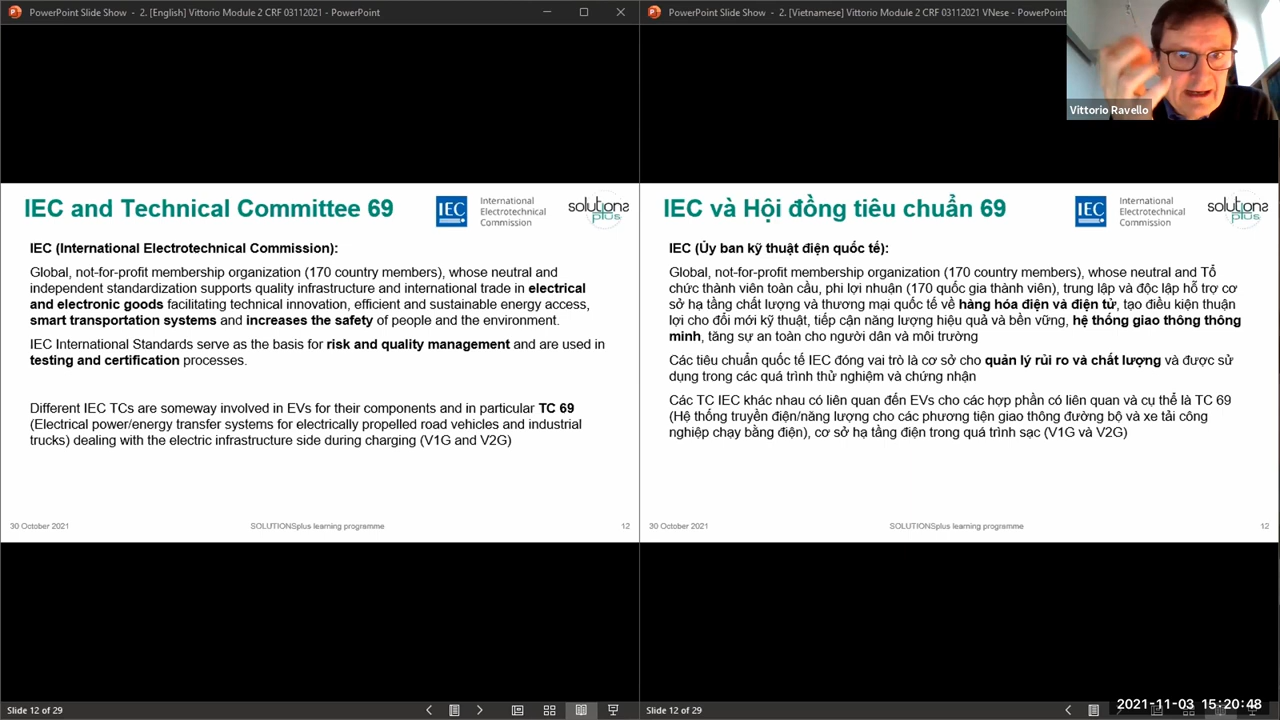 PowerPoint Slide Show - 2. [English] Vittorio Module 2 CRF 03112021 - PowerPoint
IEC and Technical Committee 69
IEC
International
Electrotechnical
Commission
solutions
plus
IEC (International Electrotechnical Commission):
Global, not-for-profit membership organization (170 country members), whose neutral and
independent standardization supports quality infrastructure and international trade in electrical
and electronic goods facilitating technical innovation, efficient and sustainable energy access,
smart transportation systems and increases the safety of people and the environment.
IEC International Standards serve as the basis for risk and quality management and are used in
testing and certification processes.
Different IEC TCs are someway involved in EVs for their components and in particular TC 69
(Electrical power/energy transfer systems for electrically propelled road vehicles and industrial
trucks) dealing with the electric infrastructure side during charging (V1G and V2G)
30 October 2021
SOLUTIONSplus learning programme
12
Slide 12 of 29
PowerPoint Slide Show - 2. [Vietnamese] Vittorio Module 2 CRF 03112021 VNese - PowerPoint
Vittorio Ravello
IEC và Hội đồng tiêu chuẩn 69
IEC
International
Electrotechnical
Commission
solutions
plus
IEC (Ủy ban kỹ thuật điện quốc tế):
Global, not-for-profit membership organization (170 country members), whose neutral and Tổ
chức thành viên toàn cầu, phi lợi nhuận (170 quốc gia thành viên), trung lập và độc lập hỗ trợ cơ
sở hạ tầng chất lượng và thương mại quốc tế về hàng hóa điện và điện tử, tạo điều kiện thuận
lợi cho đổi mới kỹ thuật, tiếp cận năng lượng hiệu quả và bền vững, hệ thống giao thông thông
minh, tăng sự an toàn cho người dân và môi trường
Các tiêu chuẩn quốc tế IEC đóng vai trò là cơ sở cho quản lý rủi ro và chất lượng và được sử
dụng trong các quá trình thử nghiệm và chứng nhận
Các TC IEC khác nhau có liên quan đến EVs cho các hợp phần có liên quan và cụ thể là TC 69
(Hệ thống truyền điện/năng lượng cho các phương tiện giao thông đường bộ và xe tải công
nghiệp chạy bằng điện), cơ sở hạ tầng điện trong quá trình sạc (V1G và V2G)
30 October 2021
SOLUTIONSplus learning programme
12
Slide 12 of 29
2021-11-03 15:20:48